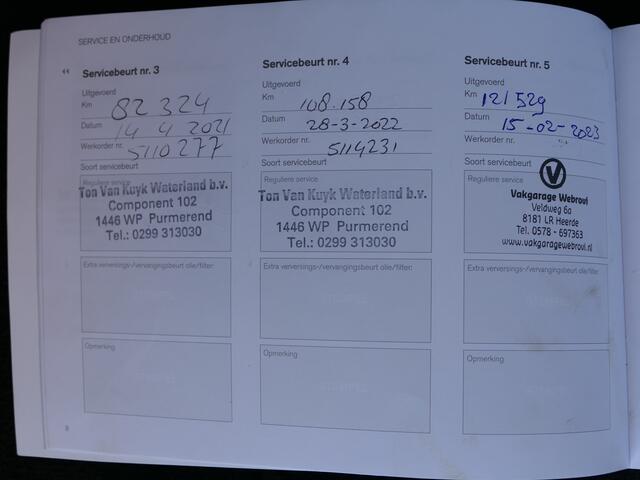 SERVICE EN ONDERHOUD
Servicebeurt nr. 3
Uitgevoerd
Km 82 324
Datum 14 4 2021
Werkorder nr. 5110277
Soort servicebeurt
Reguliere service
Ton Van Kuyk Waterland b.v.
Component 102
1446 WP Purmerend
Tel.: 0299 313030
Extra verversings-/vervangingsbeurt olie/filter:
Opmerking
Servicebeurt nr. 4
Uitgevoerd
Km 108.158
Datum 28-3-2022
Werkorder nr. 5114231
Soort servicebeurt
Reguliere service
Ton Van Kuyk Waterland b.v.
Component 102
1446 WP Purmerend
Tel.: 0299 313030
Extra verversings-/vervangingsbeurt olie/filter:
Opmerking
Servicebeurt nr. 5
Uitgevoerd
Km 121529
Datum 15-02-2023
Werkorder nr.
Soort servicebeurt
Reguliere service
V
Vakgarage Webrovi
Veldweg 6a
8181 LR Heerde
Tel. 0578 - 697363
www.vakgaragewebrovi.nl
Extra verversings-/vervangingsbeurt olie/filter:
Opmerking
8